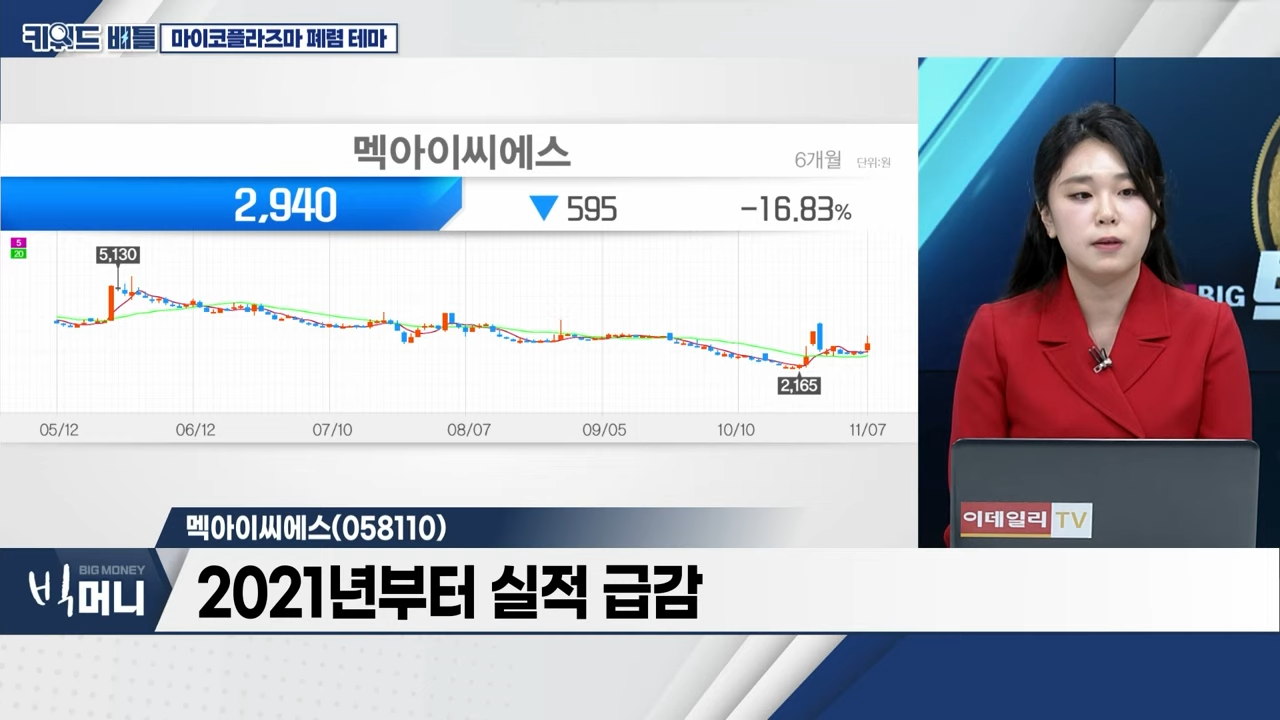 키워드 배틀
마이코플라즈마 폐렴 테마
멕아이씨에스
6개월 단위:원
2,940 ▼ 595 -16.83%
5
20
5,130
2,165
05/12 06/12 07/10 08/07 09/05 10/10 11/07
BIG
이데일리 TV
멕아이씨에스(058110)
BIG MONEY
빅머니
2021년부터 실적 급감